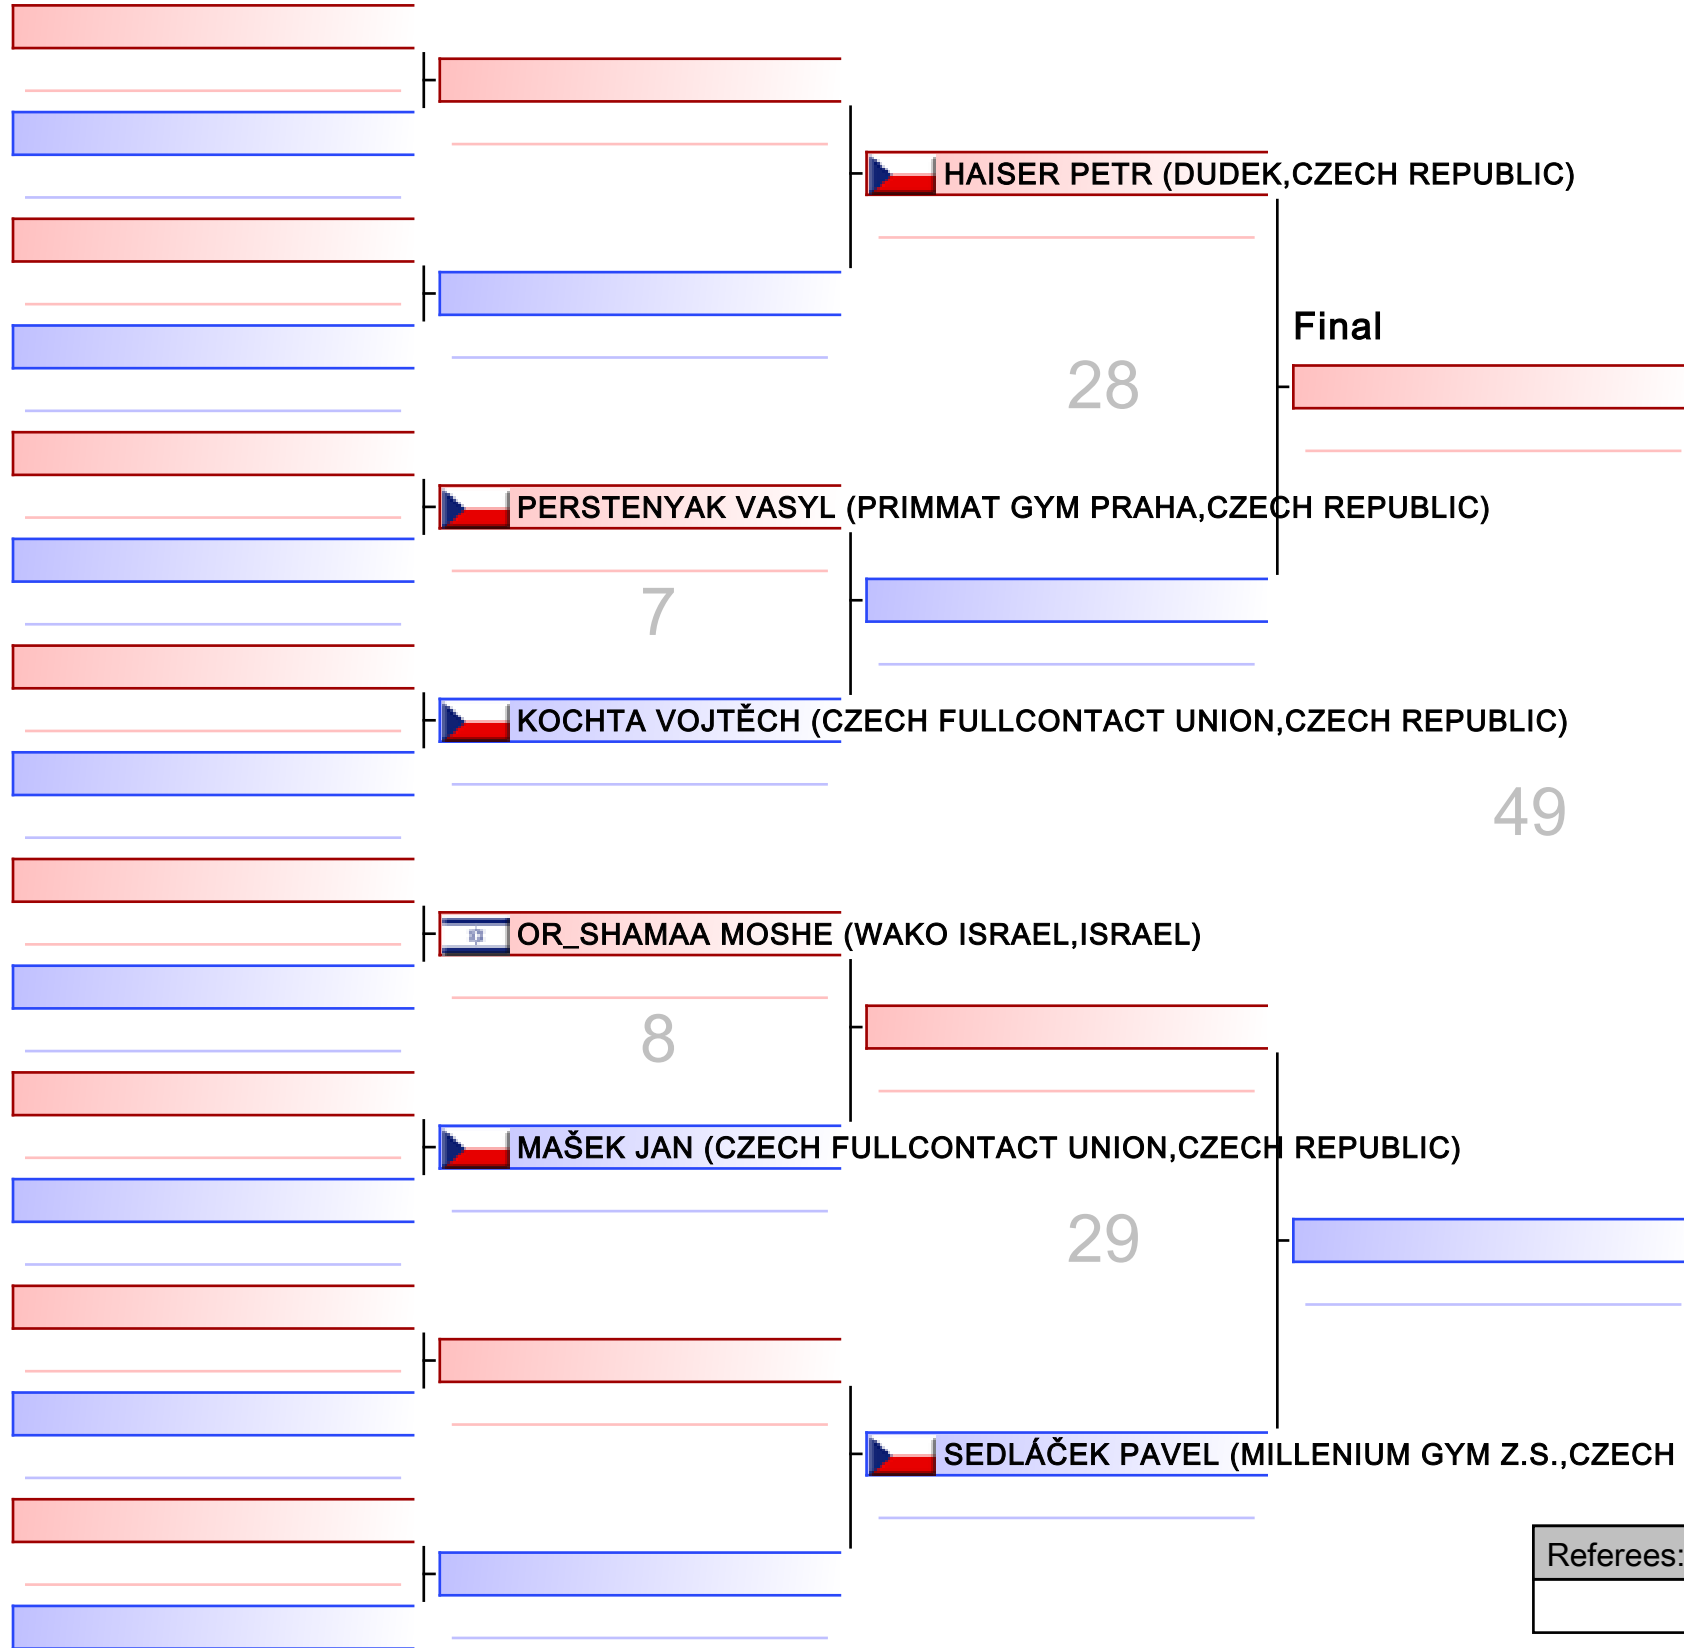 HAISER PETR (DUDEK,CZECH REPUBLIC)
Final
28
PERSTENYAK VASYL (PRIMMAT GYM PRAHA,CZECH REPUBLIC)
7
KOCHTA VOJTĚCH (CZECH FULLCONTACT UNION,CZECH REPUBLIC)
49
OR_SHAMAA MOSHE (WAKO ISRAEL,ISRAEL)
8
MAŠEK JAN (CZECH FULLCONTACT UNION,CZECH REPUBLIC)
29
SEDLÁČEK PAVEL (MILLENIUM GYM Z.S.,CZECH
Referees: